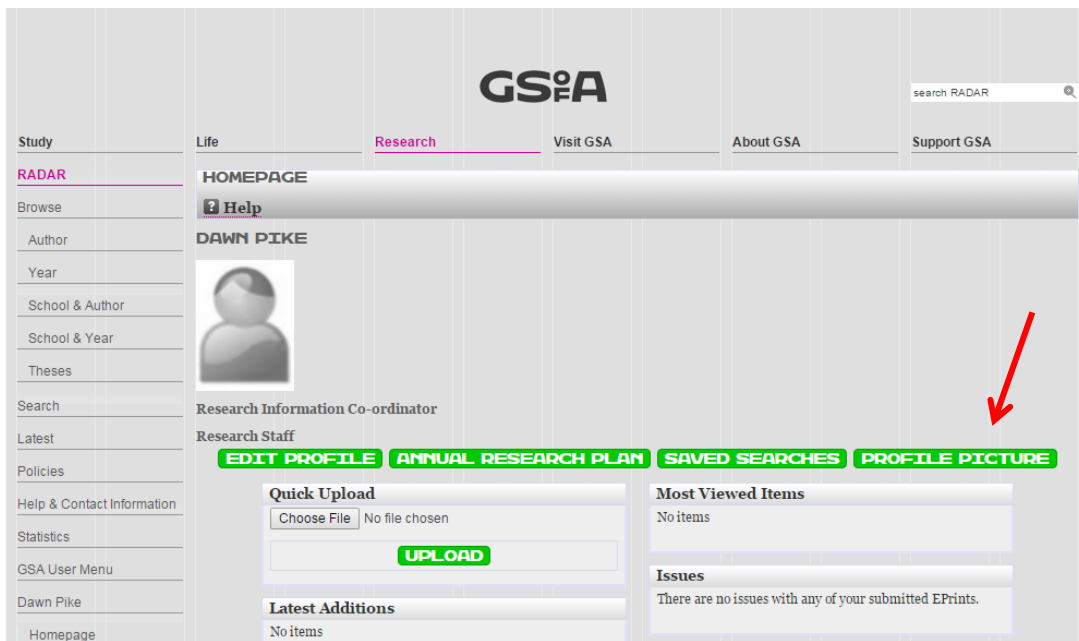 GSOFA
search RADAR
Study Life Research Visit GSA About GSA Support GSA
RADAR
Browse
Author
Year
School & Author
School & Year
Theses
Search
Latest
Policies
Help & Contact Information
Statistics
GSA User Menu
Dawn Pike
Homepage
HOMEPAGE
? Help
DAWN PIKE
Research Information Co-ordinator
Research Staff
EDIT PROFILE ANNUAL RESEARCH PLAN SAVED SEARCHES PROFILE PICTURE
Quick Upload
Choose File No file chosen
UPLOAD
Latest Additions
No items
Most Viewed Items
No items
Issues
There are no issues with any of your submitted EPrints.